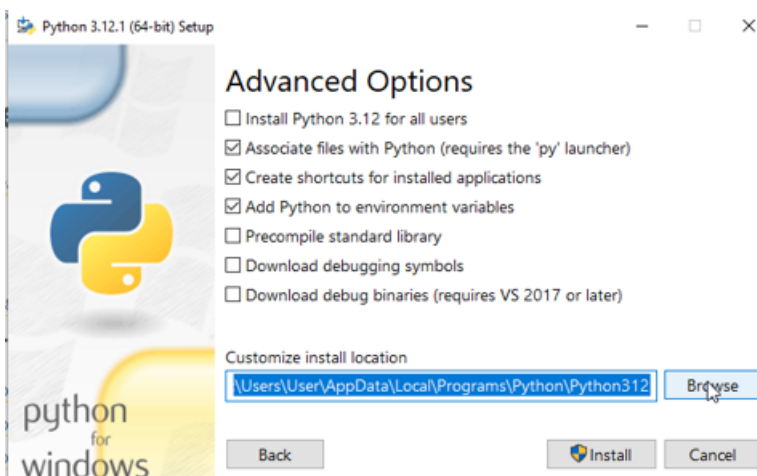 Python 3.12.1 (64-bit) Setup
Advanced Options
Install Python 3.12 for all users
Associate files with Python (requires the 'py' launcher)
Create shortcuts for installed applications
Add Python to environment variables
Precompile standard library
Download debugging symbols
Download debug binaries (requires VS 2017 or later)
Customize install location
\Users\User\AppData\Local\Programs\Python\Python312
Browse
python
for
windows
Back
Install
Cancel